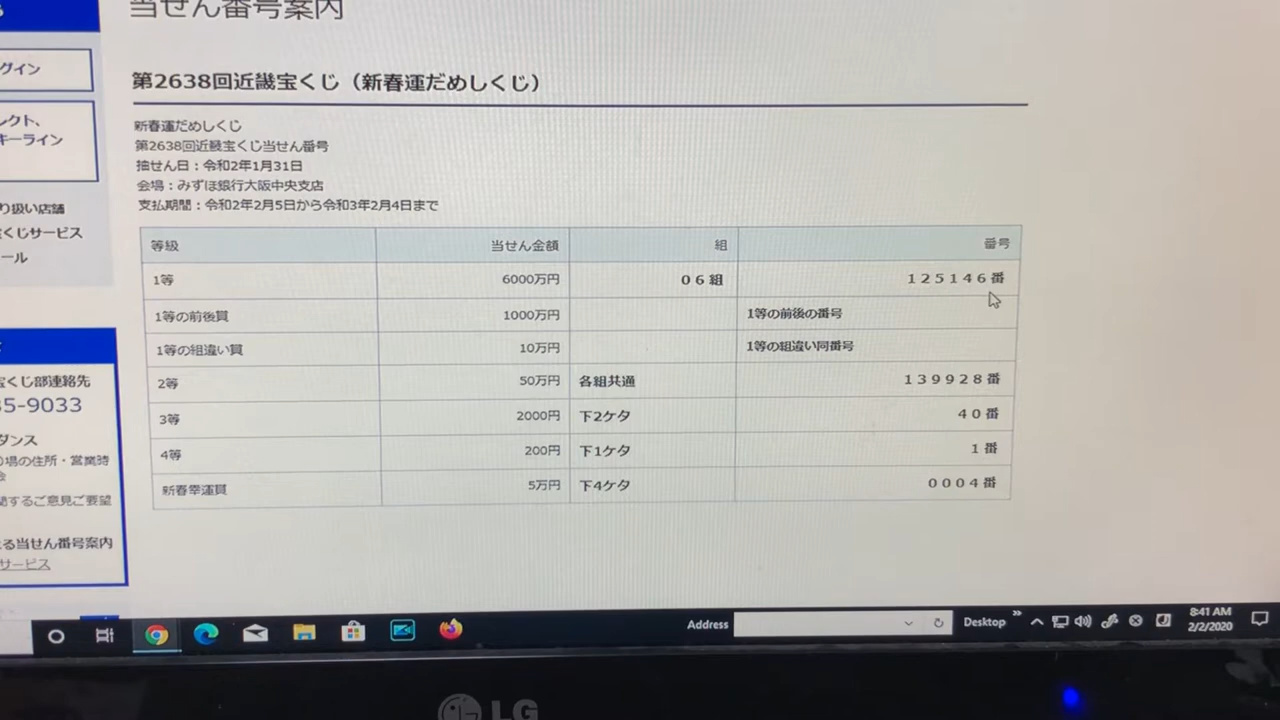 当せん番号案内
第2638回近畿宝くじ（新春運だめしくじ）
新春運だめしくじ
第2638回近畿宝くじ当せん番号
抽せん日：令和2年1月31日
会場：みずほ銀行大阪中央支店
支払期間：令和2年2月5日から令和3年2月4日まで
等級 当せん金額 組 番号
1等 6000万円 06組 125146番
1等の前後賞 1000万円 1等の前後の番号
1等の組違い賞 10万円 1等の組違い同番号
2等 50万円 各組共通 139928番
3等 2000円 下2ケタ 40番
4等 200円 下1ケタ 1番
新春幸運賞 5万円 下4ケタ 0004番
グイン
レクト、
キーライン
り扱い店舗
くじサービス
ール
宝くじ部連絡先
35-9033
ダンス
の場の住所・営業時
会
関するご意見ご要望
る当せん番号案内
サービス
Address
Desktop
8:41 AM
2/2/2020
LG